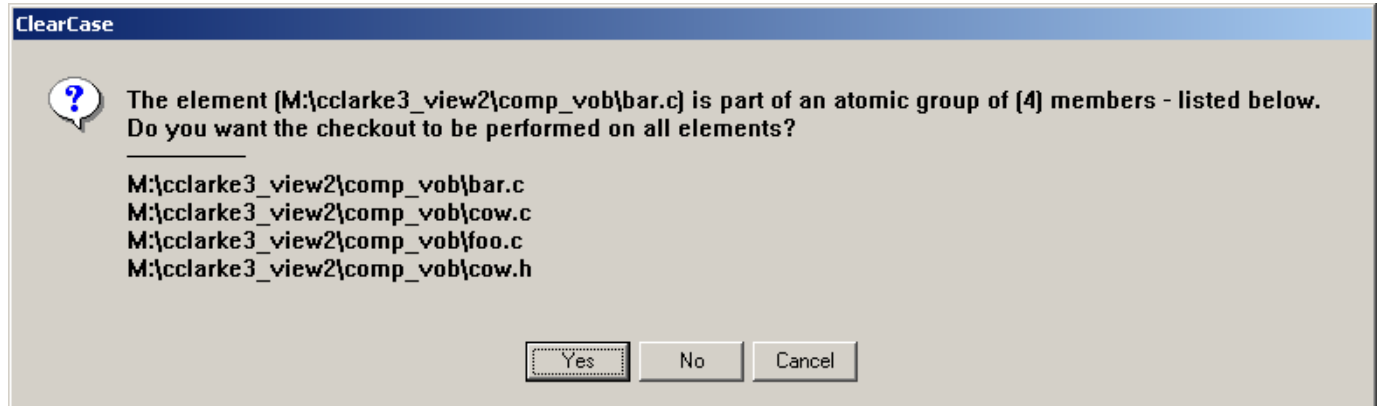 ClearCase
The element (M:\cclarke3_view2\comp_vob\bar.c) is part of an atomic group of (4) members - listed below.
Do you want the checkout to be performed on all elements?
M:\cclarke3_view2\comp_vob\bar.c
M:\cclarke3_view2\comp_vob\cow.c
M:\cclarke3_view2\comp_vob\foo.c
M:\cclarke3_view2\comp_vob\cow.h
Yes No Cancel